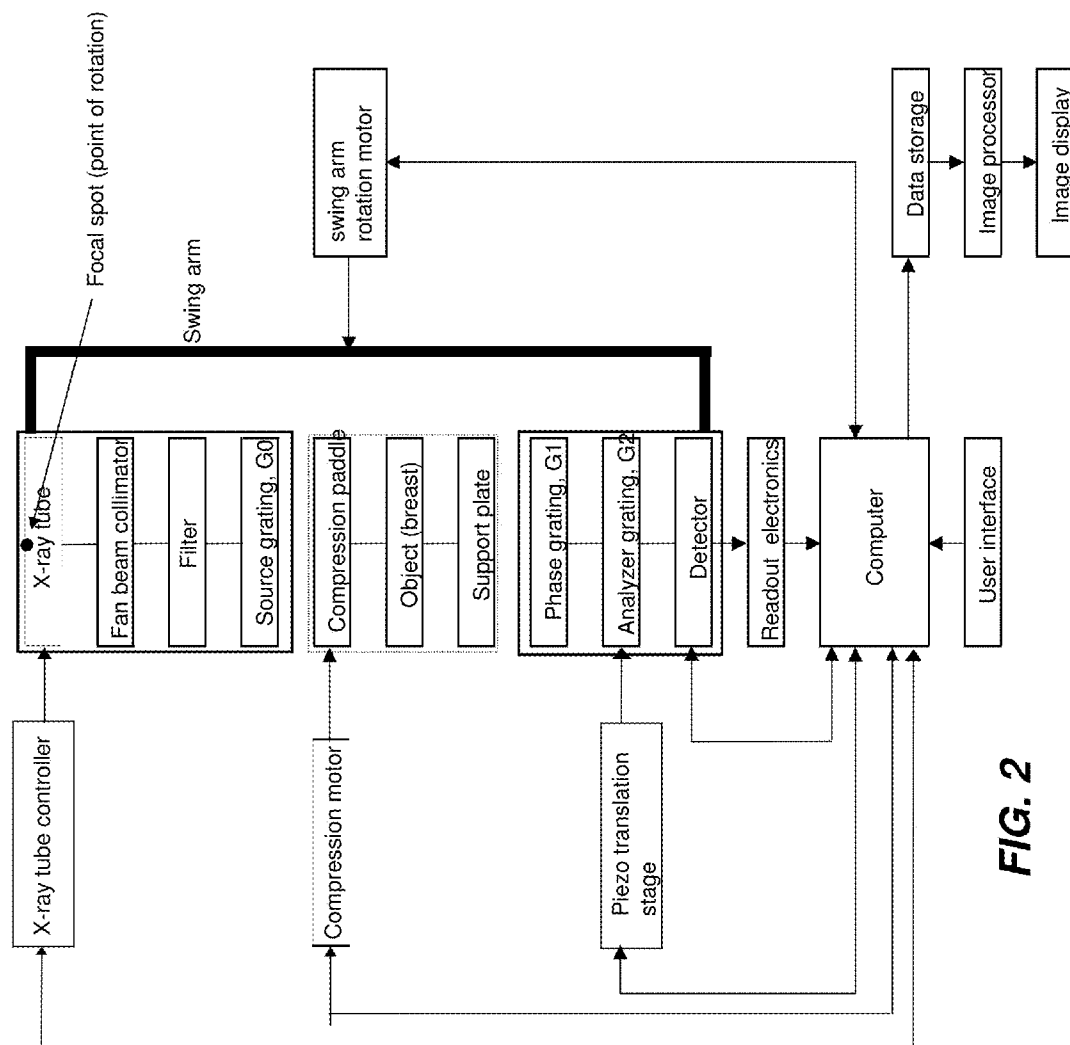 Focal spot (point of rotation)
X-ray tube controller
X-ray tube
Fan beam collimator
Filter
Source grating, G0
Swing arm
Compression motor
Compression paddle
Object (breast)
Support plate
swing arm
rotation motor
Piezo translation
stage
Phase grating, G1
Analyzer grating, G2
Detector
Readout electronics
Computer
User interface
Data storage
Image processor
Image display
FIG. 2